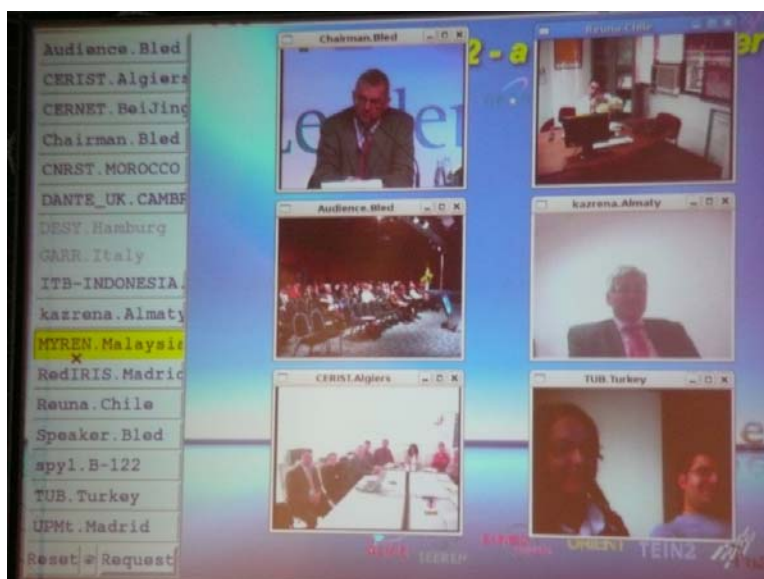 Audience.Bled
CERIST.Algiers
CERNET.BeiJing
Chairman.Bled
CNRST.MOROCCO
DANTE_UK.CAMBR
DESY.Hamburg
GARR.Italy
ITB-INDONESIA.
kazrena.Almaty
MYREN.Malaysia
RedIRIS.Madrid
Reuna.Chile
Speaker.Bled
spy1.B-122
TUB.Turkey
UPMt.Madrid
Reset
Request
Chairman.Bled
Reuna.Chile
2 - a
er
Audience.Bled
kazrena.Almaty
CERIST.Algiers
TUB.Turkey
ORIENT
TEIN2